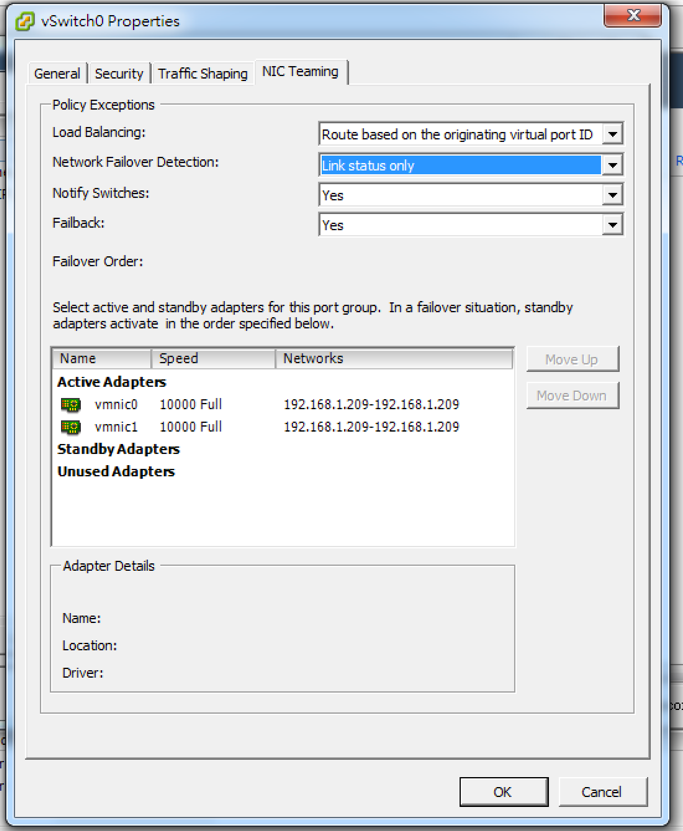 vSwitch0 Properties
General Security Traffic Shaping NIC Teaming
Policy Exceptions
Load Balancing: Route based on the originating virtual port ID
Network Failover Detection: Link status only
Notify Switches: Yes
Failback: Yes
Failover Order:
Select active and standby adapters for this port group. In a failover situation, standby
adapters activate in the order specified below.
Name Speed Networks
Move Up
Active Adapters
Move Down
vmnic0 10000 Full 192.168.1.209-192.168.1.209
vmnic1 10000 Full 192.168.1.209-192.168.1.209
Standby Adapters
Unused Adapters
Adapter Details
Name:
Location:
Driver:
OK Cancel